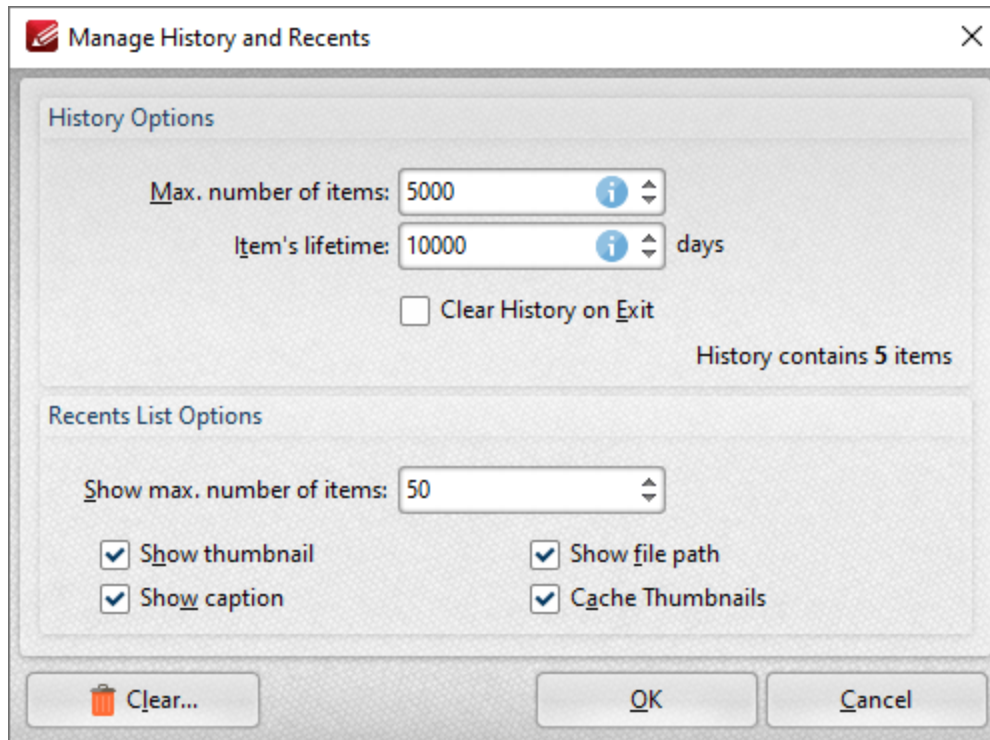 Manage History and Recents
History Options
Max. number of items: 5000
Item's lifetime: 10000 days
Clear History on Exit
History contains 5 items
Recents List Options
Show max. number of items: 50
Show thumbnail Show file path
Show caption Cache Thumbnails
Clear... OK Cancel